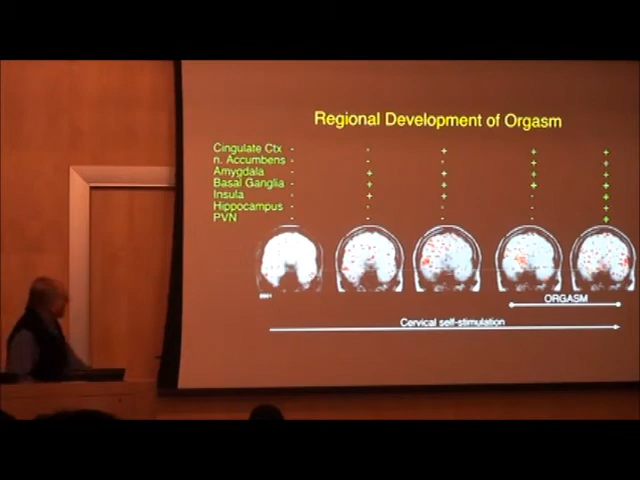 Regional Development of Orgasm
Cingulate Ctx - - + + +
n. Accumbens - - - + +
Amygdala - + + + +
Basal Ganglia - + + + +
Insula - + + - +
Hippocampus - - - - +
PVN - - - - +
ORGASM
Cervical self-stimulation